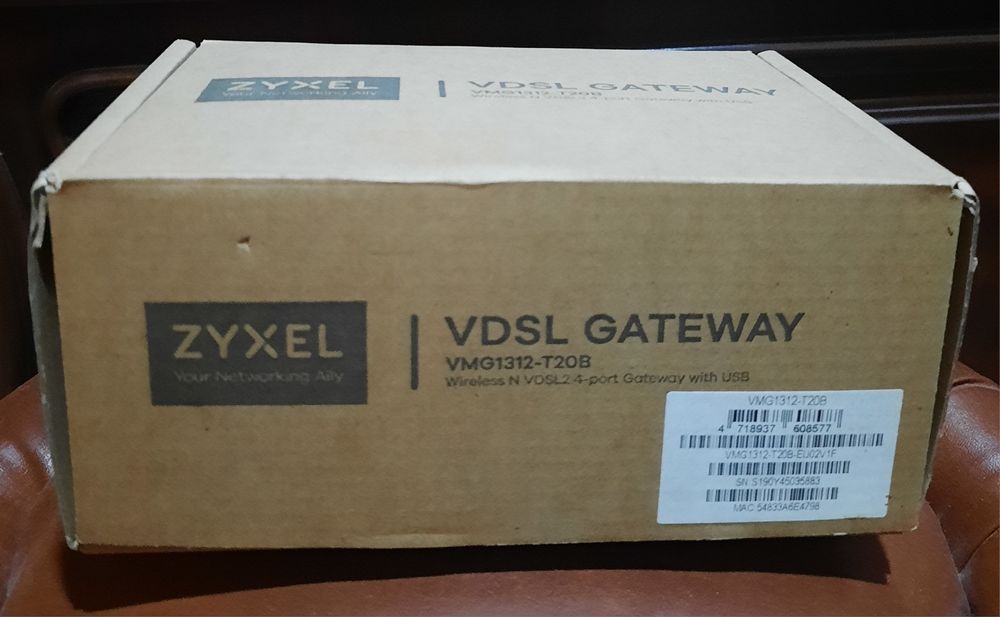 ZYXEL
Your Networking Ally
VDSL GATEWAY
VMG1312-T20B
Wireless N VDSL2 4-port Gateway with USB
ZYXEL
Your Networking Ally
VDSL GATEWAY
VMG1312-T20B
Wireless N VDSL2 4-port Gateway with USB
VMG1312-T20B
4 718937 608577
VMG1312-T20B-EU02V1F
SN S190Y45035883
MAC 54833A6E4798